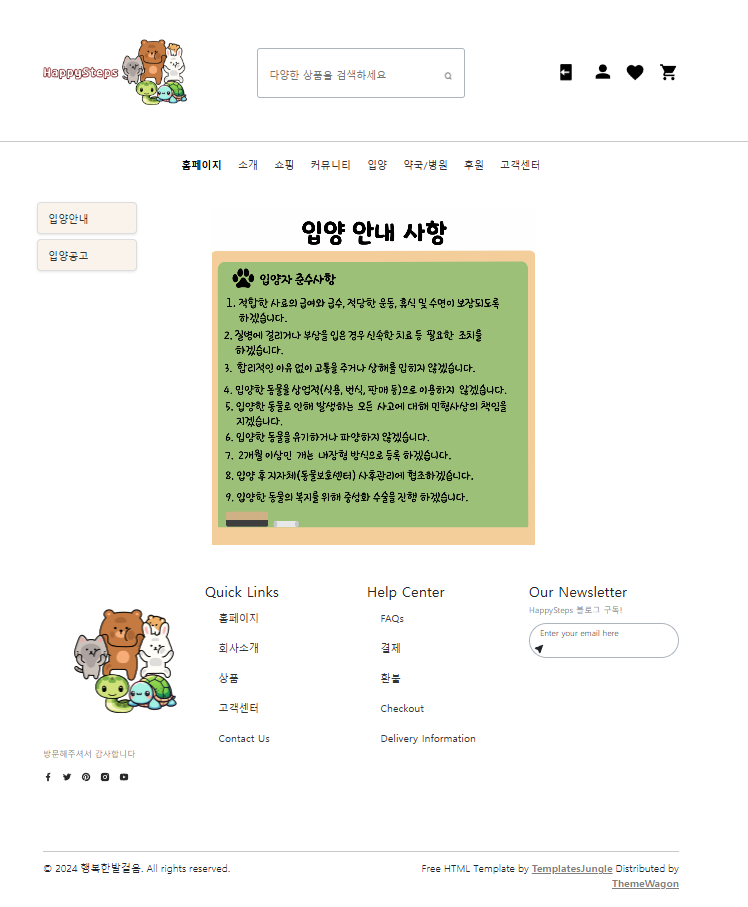 HappySteps
다양한 상품을 검색하세요
홈페이지 소개 쇼핑 커뮤니티 입양 약국/병원 후원 고객센터
입양안내
입양공고
입양 안내 사항
입양자 준수사항
1. 적합한 사료의 급여와 급수, 적당한 운동, 휴식 및 수면이 보장되도록
하겠습니다.
2. 질병에 걸리거나 부상을 입은 경우 신속한 치료 등 필요한 조치를
하겠습니다.
3. 합리적인 이유 없이 고통을 주거나 상해를 입히지 않겠습니다.
4. 입양한 동물을 상업적(식용, 번식, 판매 등)으로 이용하지 않겠습니다.
5. 입양한 동물로 인해 발생하는 모든 사고에 대해 민형사상의 책임을
지겠습니다.
6. 입양한 동물을 유기하거나 파양하지 않겠습니다.
7. 2개월 이상인 개는 내장형 방식으로 등록 하겠습니다.
8. 입양 후 지자체(동물보호센터) 사후관리에 협조하겠습니다.
9. 입양한 동물의 복지를 위해 중성화 수술을 진행 하겠습니다.
방문해주셔서 감사합니다
Quick Links
홈페이지
회사소개
상품
고객센터
Contact Us
Help Center
FAQs
결제
환불
Checkout
Delivery Information
Our Newsletter
HappySteps 블로그 구독!
Enter your email here
© 2024 행복한발걸음. All rights reserved.
Free HTML Template by TemplatesJungle Distributed by
ThemeWagon